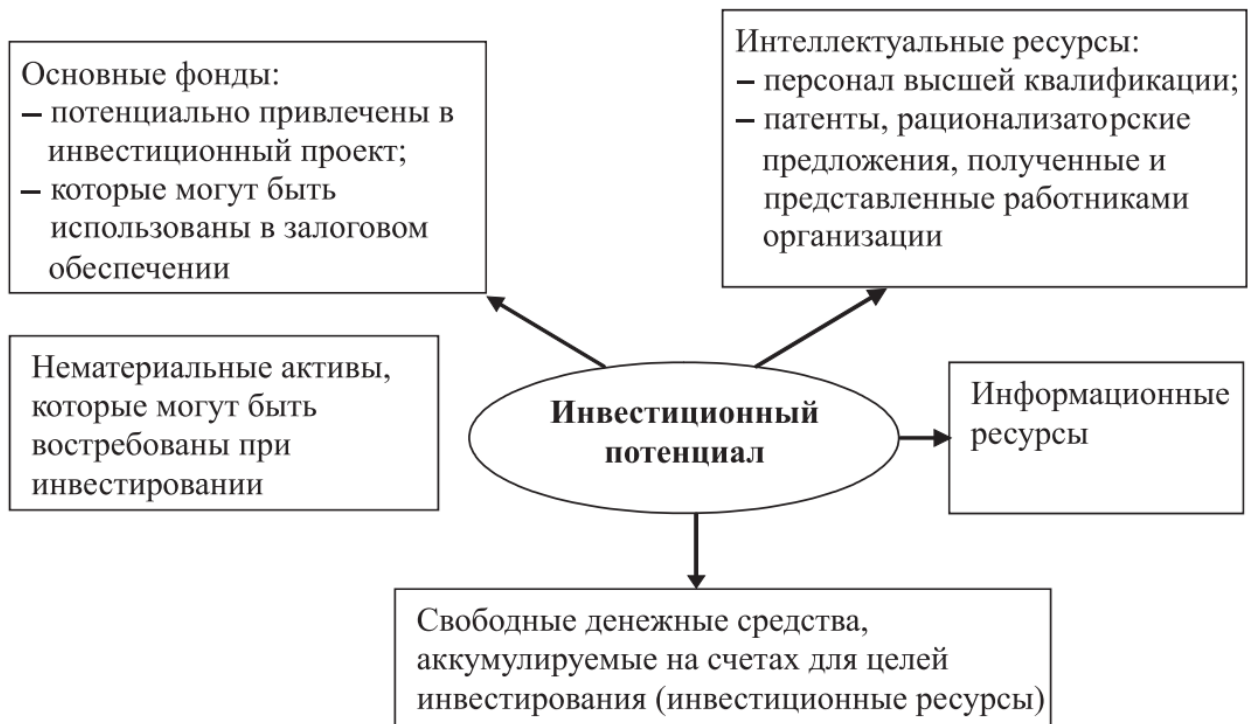 Основные фонды:
– потенциально привлечены в
инвестиционный проект;
– которые могут быть
использованы в залоговом
обеспечении
Интеллектуальные ресурсы:
– персонал высшей квалификации;
– патенты, рационализаторские
предложения, полученные и
представленные работниками
организации
Нематериальные активы,
которые могут быть
востребованы при
инвестировании
Инвестиционный
потенциал
Информационные
ресурсы
Свободные денежные средства,
аккумулируемые на счетах для целей
инвестирования (инвестиционные ресурсы)